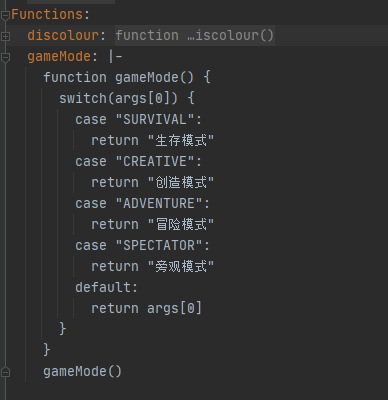 Functions:
  discolour: function …iscolour()
  gameMode: |-
    function gameMode() {
      switch(args[0]) {
        case "SURVIVAL":
          return "生存模式"
        case "CREATIVE":
          return "创造模式"
        case "ADVENTURE":
          return "冒险模式"
        case "SPECTATOR":
          return "旁观模式"
        default:
          return args[0]
      }
    }
    gameMode()